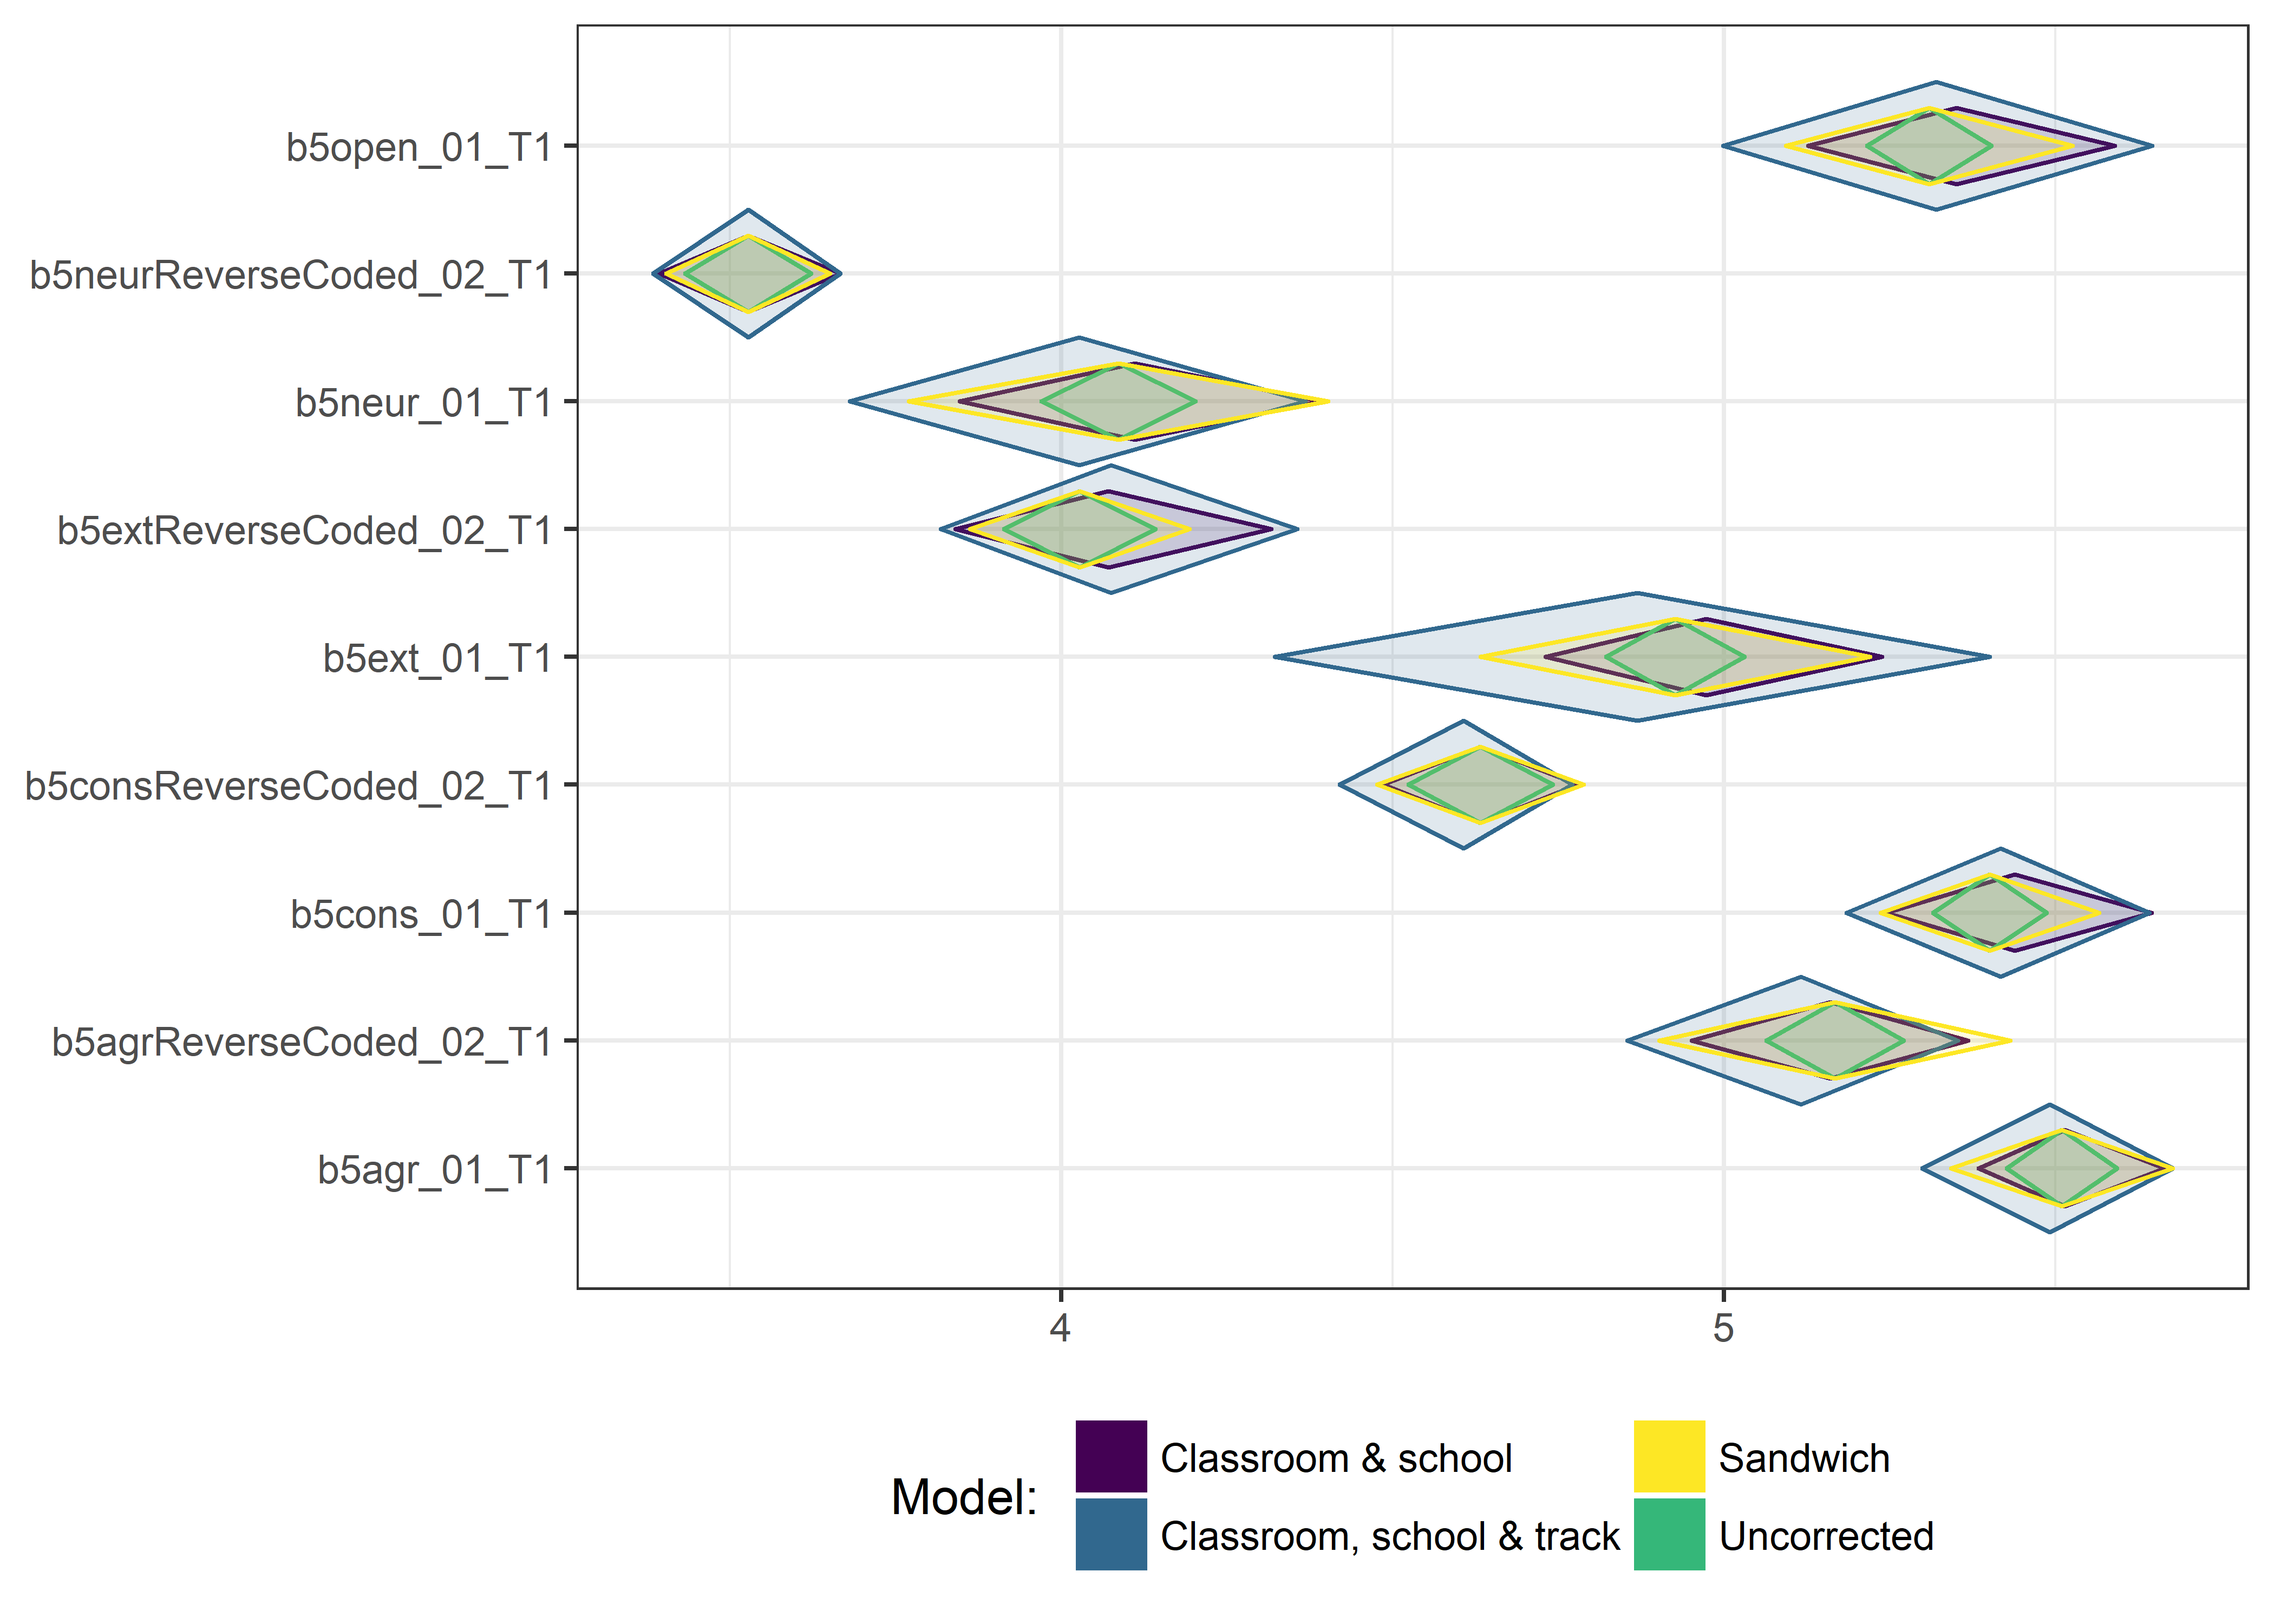 b5open_01_T1
b5neurReverseCoded_02_T1
b5neur_01_T1
b5extReverseCoded_02_T1
b5ext_01_T1
b5consReverseCoded_02_T1
b5cons_01_T1
b5agrReverseCoded_02_T1
b5agr_01_T1
4 5
Model:
Classroom & school
Classroom, school & track
Sandwich
Uncorrected